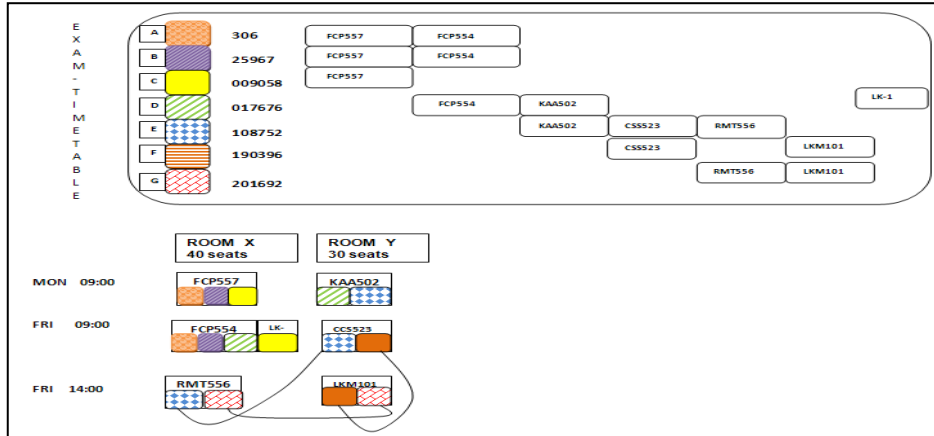 EXAM-TIMETABLE
A 306 FCP557 FCP554
B 25967 FCP557 FCP554
C 009058 FCP557
D 017676 FCP554 KAA502 LK-1
E 108752 KAA502 CSS523 RMT556
F 190396 CSS523 LKM101
G 201692 RMT556 LKM101
ROOM X ROOM Y
40 seats 30 seats
MON 09:00 FCP557 KAA502
FRI 09:00 FCP554 LK- CCS523
FRI 14:00 RMT556 LKM101